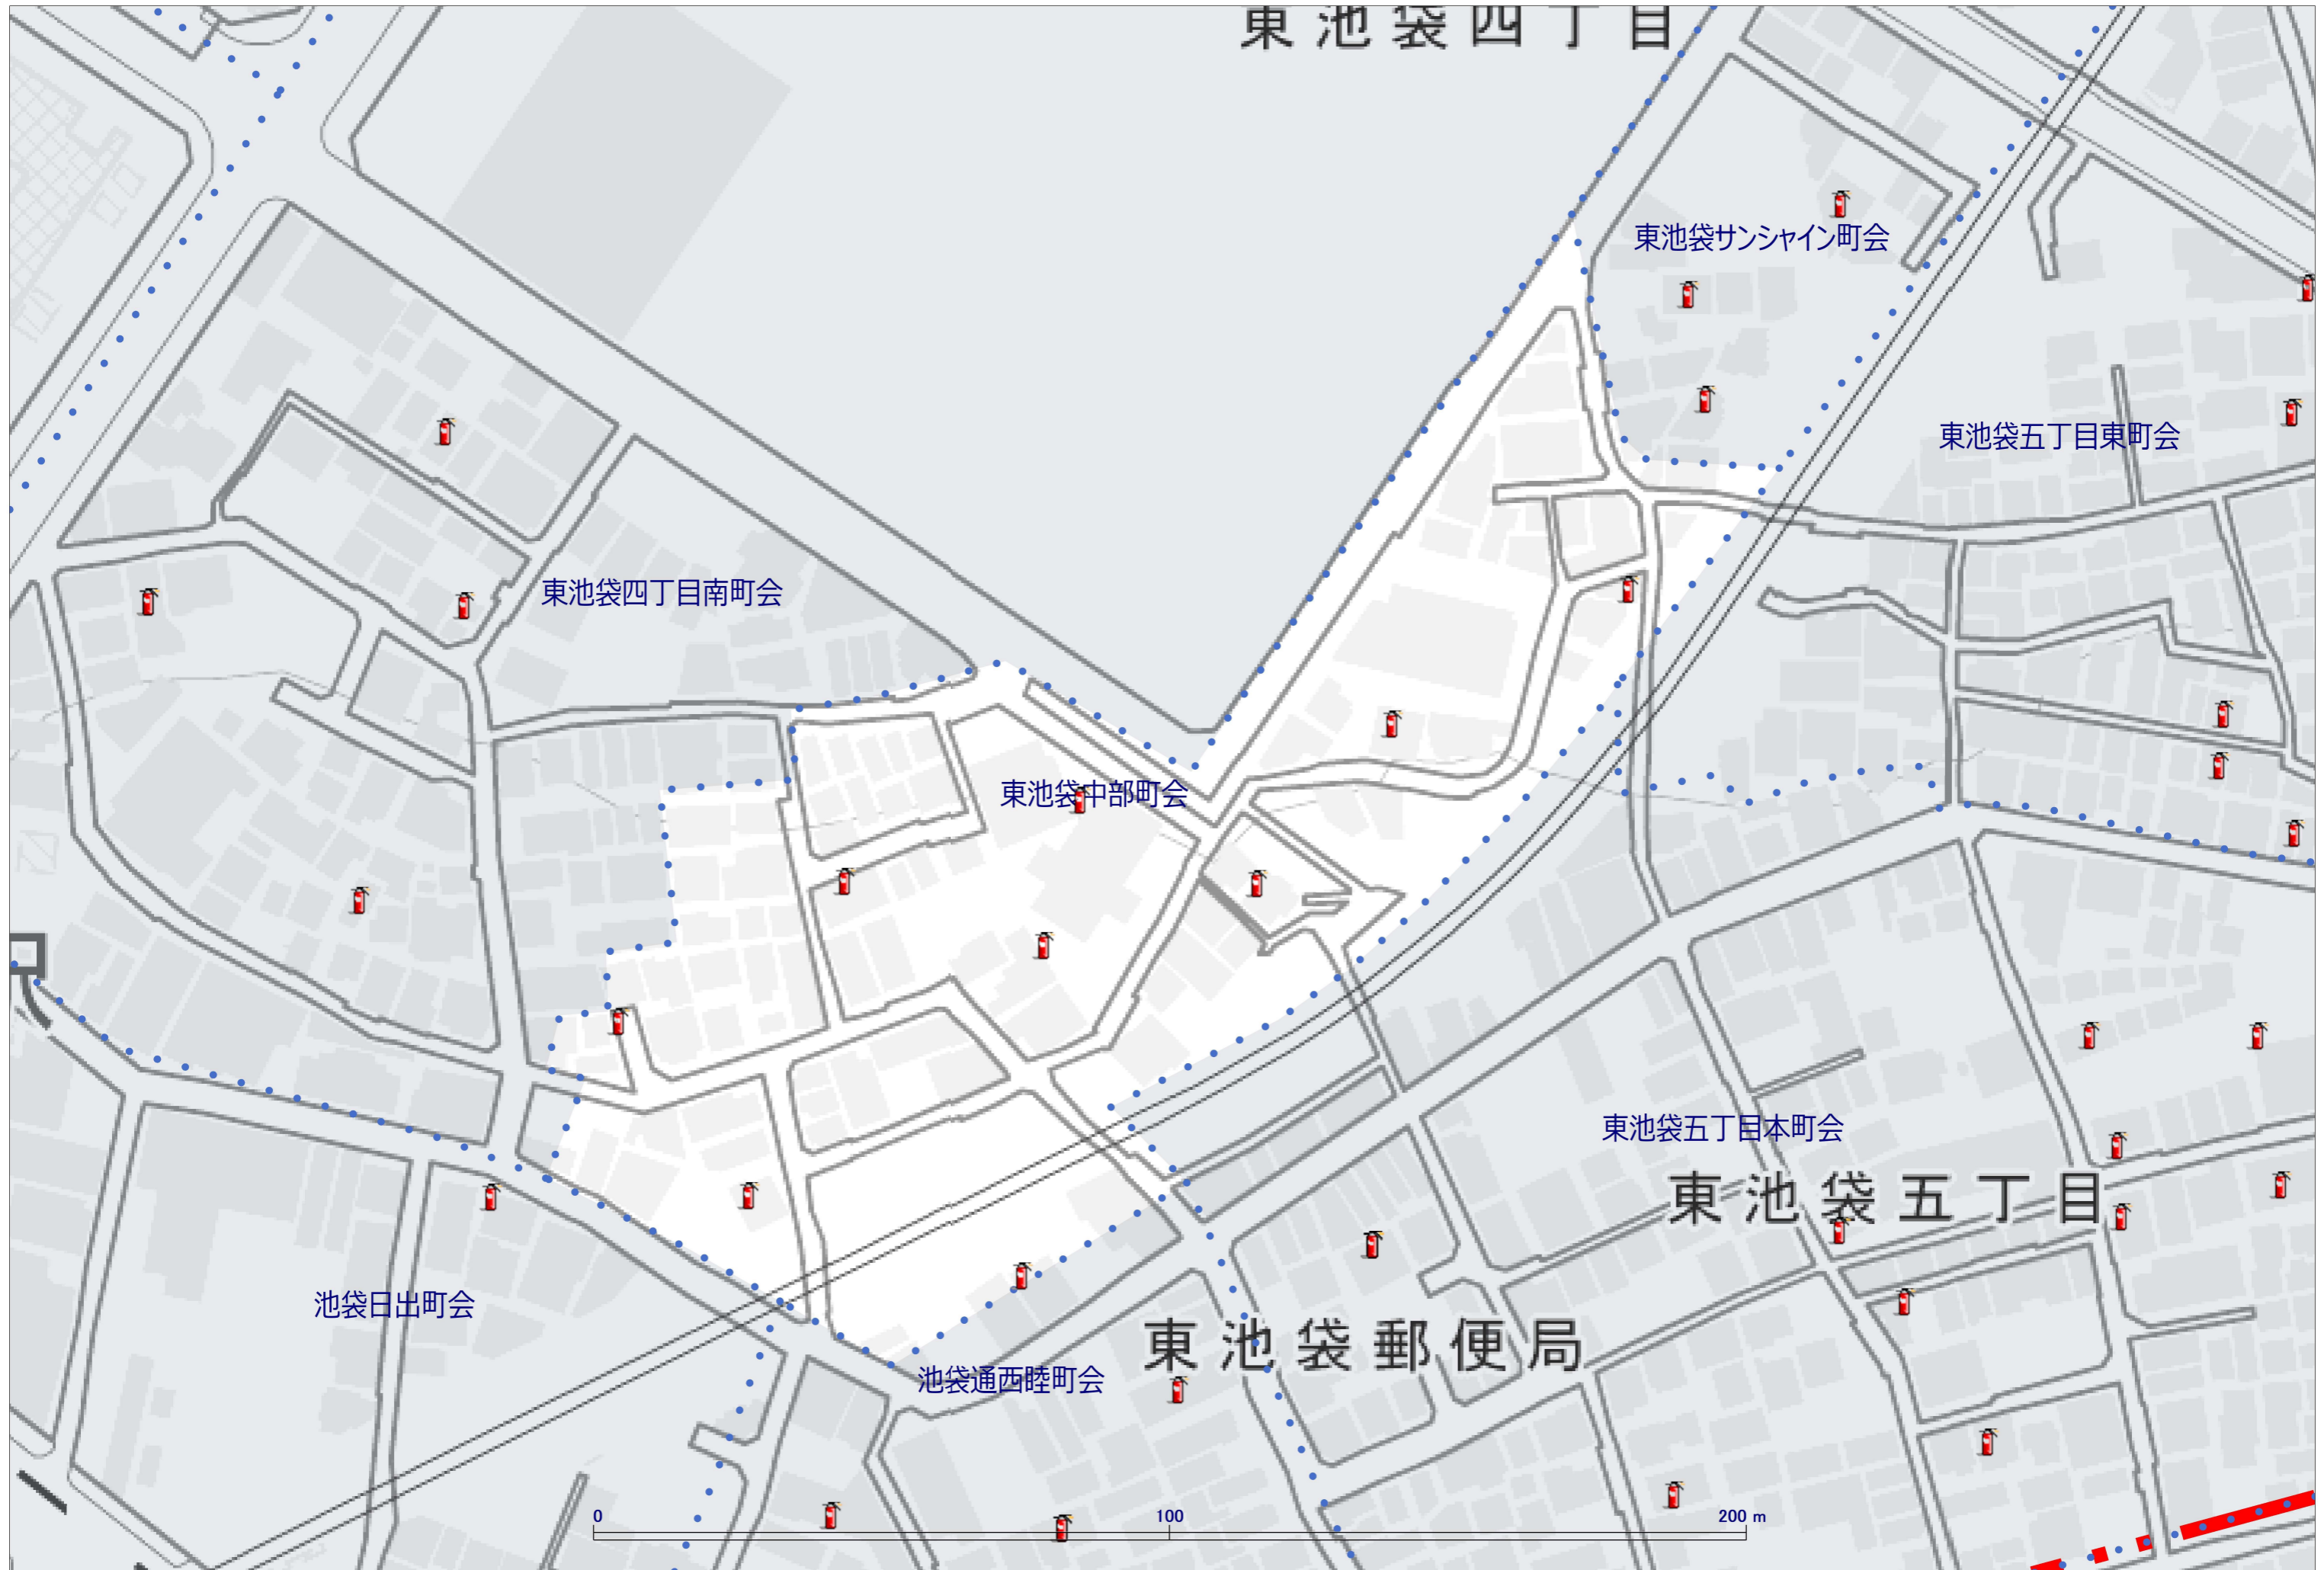 東池袋四丁目
東池袋サンシャイン町会
東池袋五丁目東町会
東池袋四丁目南町会
東池袋中部町会
東池袋五丁目本町会
東池袋五丁目
池袋日出町会
東池袋郵便局
池袋通西睦町会
0 100 200 m